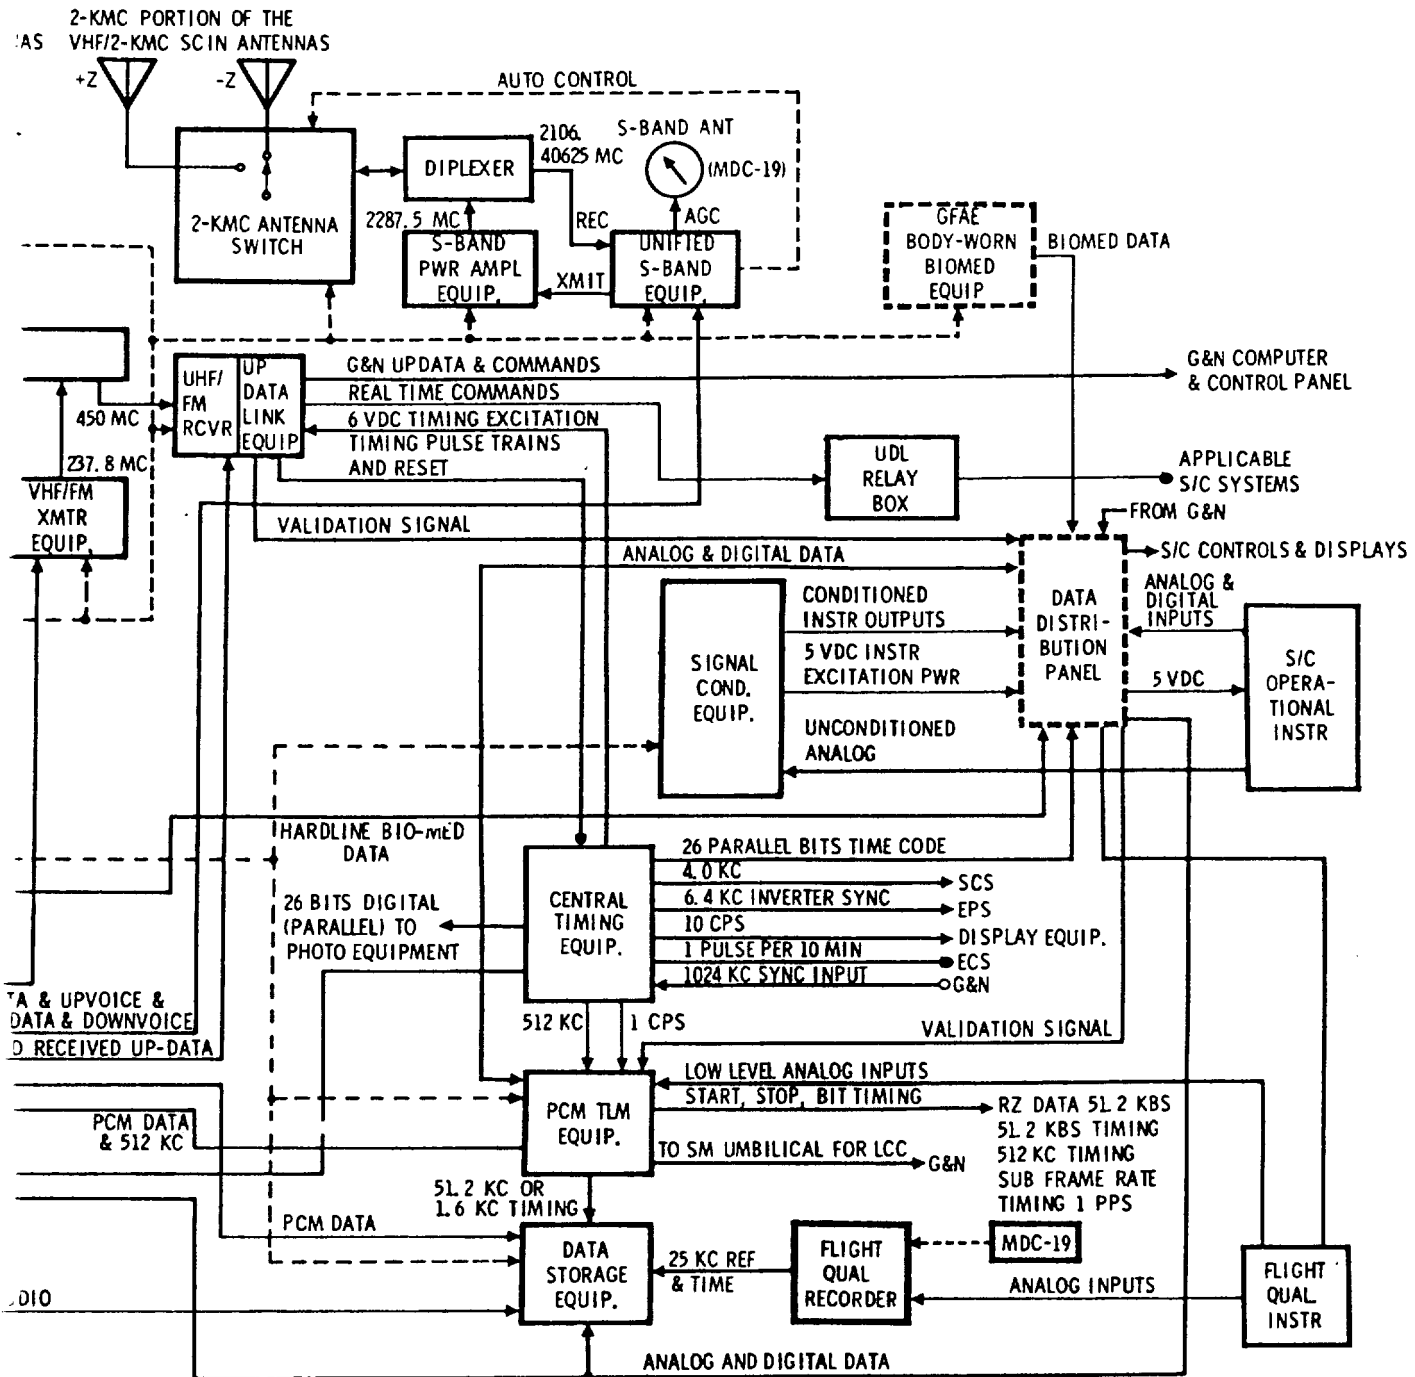 2-KMC PORTION OF THE
AS VHF/2-KMC SCIN ANTENNAS
+Z
-Z
AUTO CONTROL
2106.
40625 MC
S-BAND ANT
(MDC-19)
DIPLEXER
2-KMC ANTENNA
SWITCH
2287.5 MC
REC
AGC
S-BAND
PWR AMPL
EQUIP.
XMIT
UNIFIED
S-BAND
EQUIP.
GFAE
BODY-WORN
BIOMED
EQUIP
BIOMED DATA
450 MC
UHF/
FM
RCVR
UP
DATA
LINK
EQUIP
G&N UPDATA & COMMANDS
G&N COMPUTER
& CONTROL PANEL
REAL TIME COMMANDS
6 VDC TIMING EXCITATION
TIMING PULSE TRAINS
AND RESET
237.8 MC
VHF/FM
XMTR
EQUIP.
UDL
RELAY
BOX
APPLICABLE
S/C SYSTEMS
VALIDATION SIGNAL
FROM G&N
ANALOG & DIGITAL DATA
S/C CONTROLS & DISPLAYS
DATA
DISTRI-
BUTION
PANEL
ANALOG &
DIGITAL
INPUTS
CONDITIONED
INSTR OUTPUTS
5 VDC INSTR
EXCITATION PWR
SIGNAL
COND.
EQUIP.
5 VDC
S/C
OPERA-
TIONAL
INSTR
UNCONDITIONED
ANALOG
HARDLINE BIO-MED
DATA
26 BITS DIGITAL
(PARALLEL) TO
PHOTO EQUIPMENT
CENTRAL
TIMING
EQUIP.
26 PARALLEL BITS TIME CODE
4.0 KC
SCS
6.4 KC INVERTER SYNC
EPS
10 CPS
DISPLAY EQUIP.
1 PULSE PER 10 MIN
ECS
1024 KC SYNC INPUT
G&N
TA & UPVOICE &
DATA & DOWNVOICE
D RECEIVED UP-DATA
512 KC
1 CPS
VALIDATION SIGNAL
PCM DATA
& 512 KC
PCM TLM
EQUIP.
LOW LEVEL ANALOG INPUTS
START, STOP, BIT TIMING
RZ DATA 51.2 KBS
51.2 KBS TIMING
512 KC TIMING
SUB FRAME RATE
TIMING 1 PPS
TO SM UMBILICAL FOR LCC
G&N
51.2 KC OR
1.6 KC TIMING
PCM DATA
DATA
STORAGE
EQUIP.
25 KC REF
& TIME
FLIGHT
QUAL
RECORDER
MDC-19
ANALOG INPUTS
FLIGHT
QUAL
INSTR
DIO
ANALOG AND DIGITAL DATA